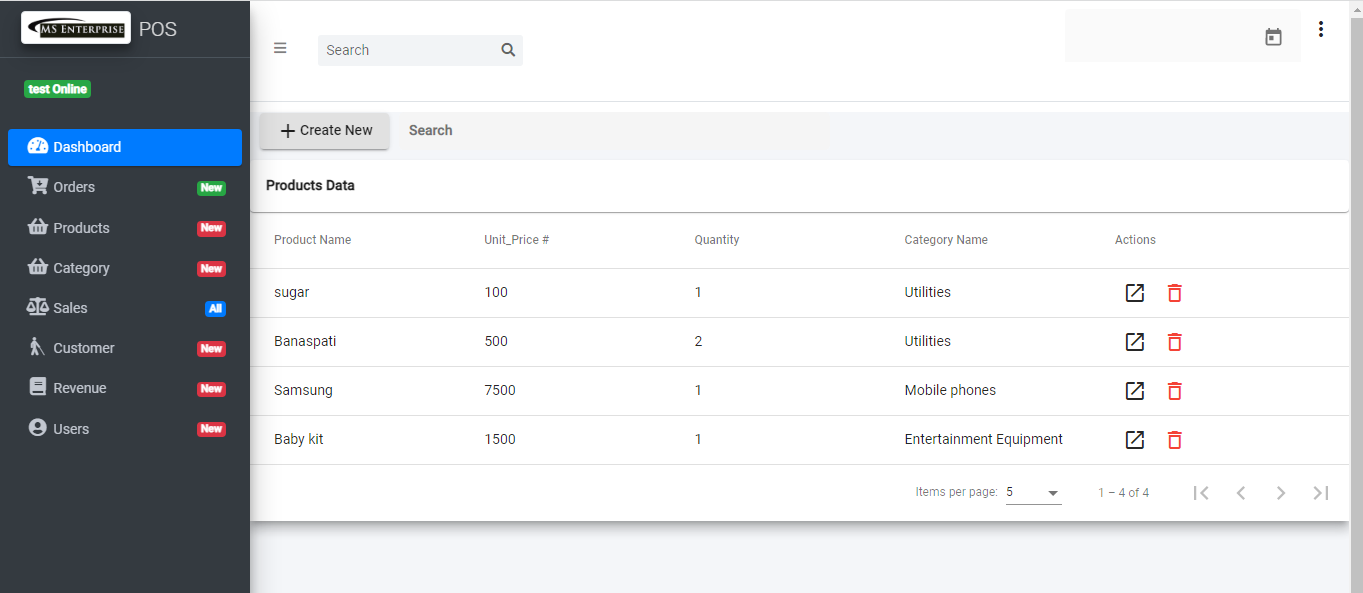 MS ENTERPRISE POS
Search
test Online
Create New Search
Dashboard
Orders New
Products New
Category New
Sales All
Customer New
Revenue New
Users New
Products Data
Product Name Unit_Price # Quantity Category Name Actions
sugar 100 1 Utilities
Banaspati 500 2 Utilities
Samsung 7500 1 Mobile phones
Baby kit 1500 1 Entertainment Equipment
Items per page: 5 1 – 4 of 4